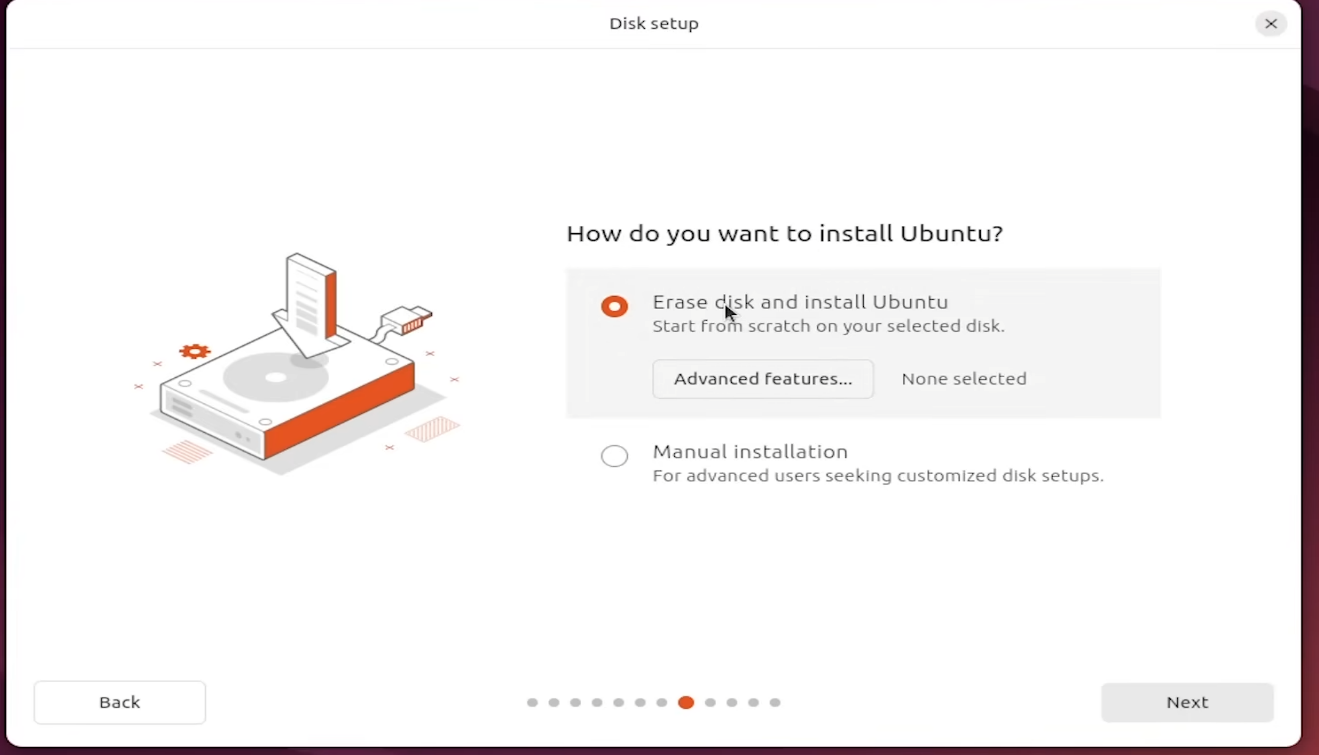 Disk setup
How do you want to install Ubuntu?
Erase disk and install Ubuntu
Start from scratch on your selected disk.
Advanced features... None selected
Manual installation
For advanced users seeking customized disk setups.
Back Next